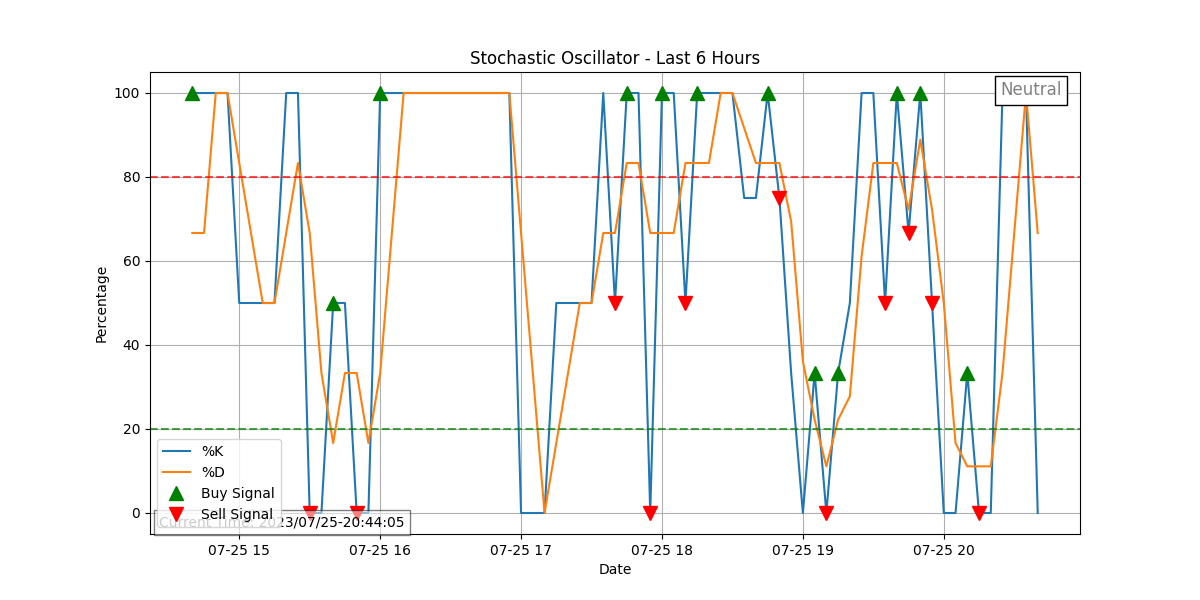 Stochastic Oscillator - Last 6 Hours
Neutral
100
80
60
40
20
0
Percentage
%K
%D
Buy Signal
Sell Signal
Current Time: 2023/07/25-20:44:05
07-25 15
07-25 16
07-25 17
07-25 18
07-25 19
07-25 20
Date